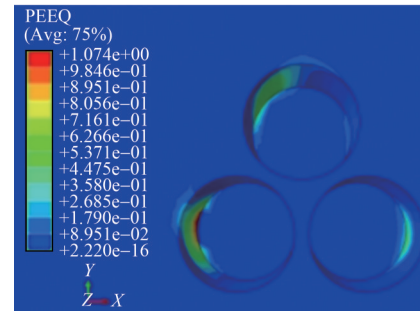 PEEQ
(Avg: 75%)
+1.074e+00
+9.846e−01
+8.951e−01
+8.056e−01
+7.161e−01
+6.266e−01
+5.371e−01
+4.475e−01
+3.580e−01
+2.685e−01
+1.790e−01
+8.951e−02
+2.220e−16
Y
Z
X